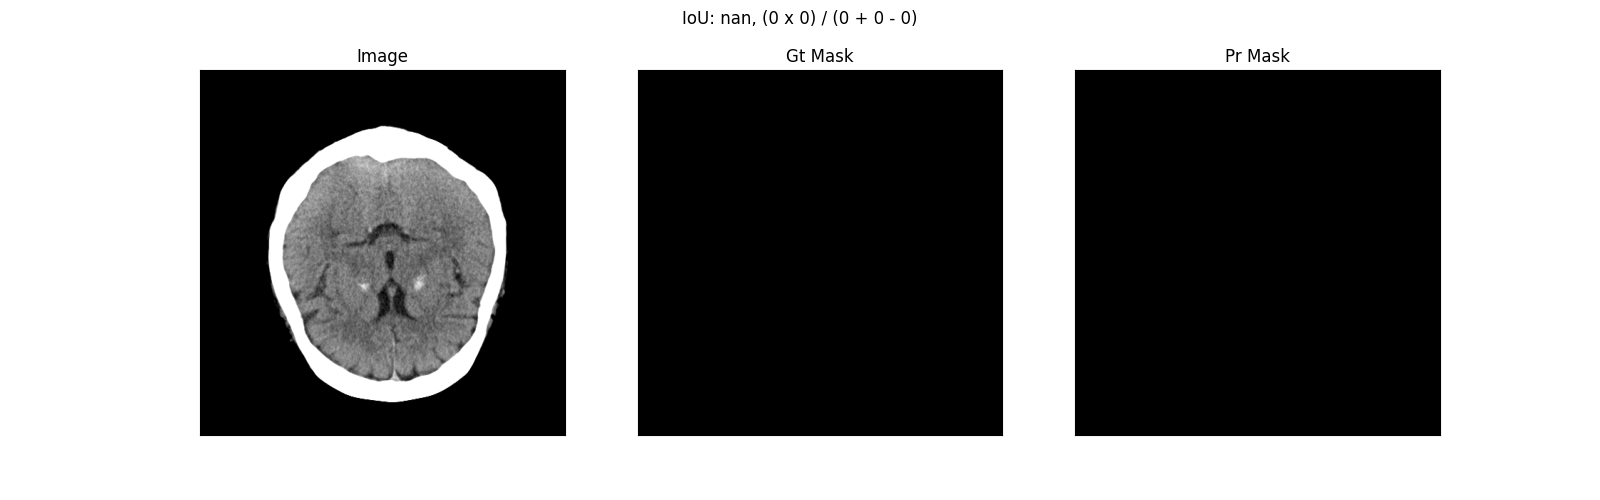 IoU: nan, (0 x 0) / (0 + 0 - 0)
Image
Gt Mask
Pr Mask